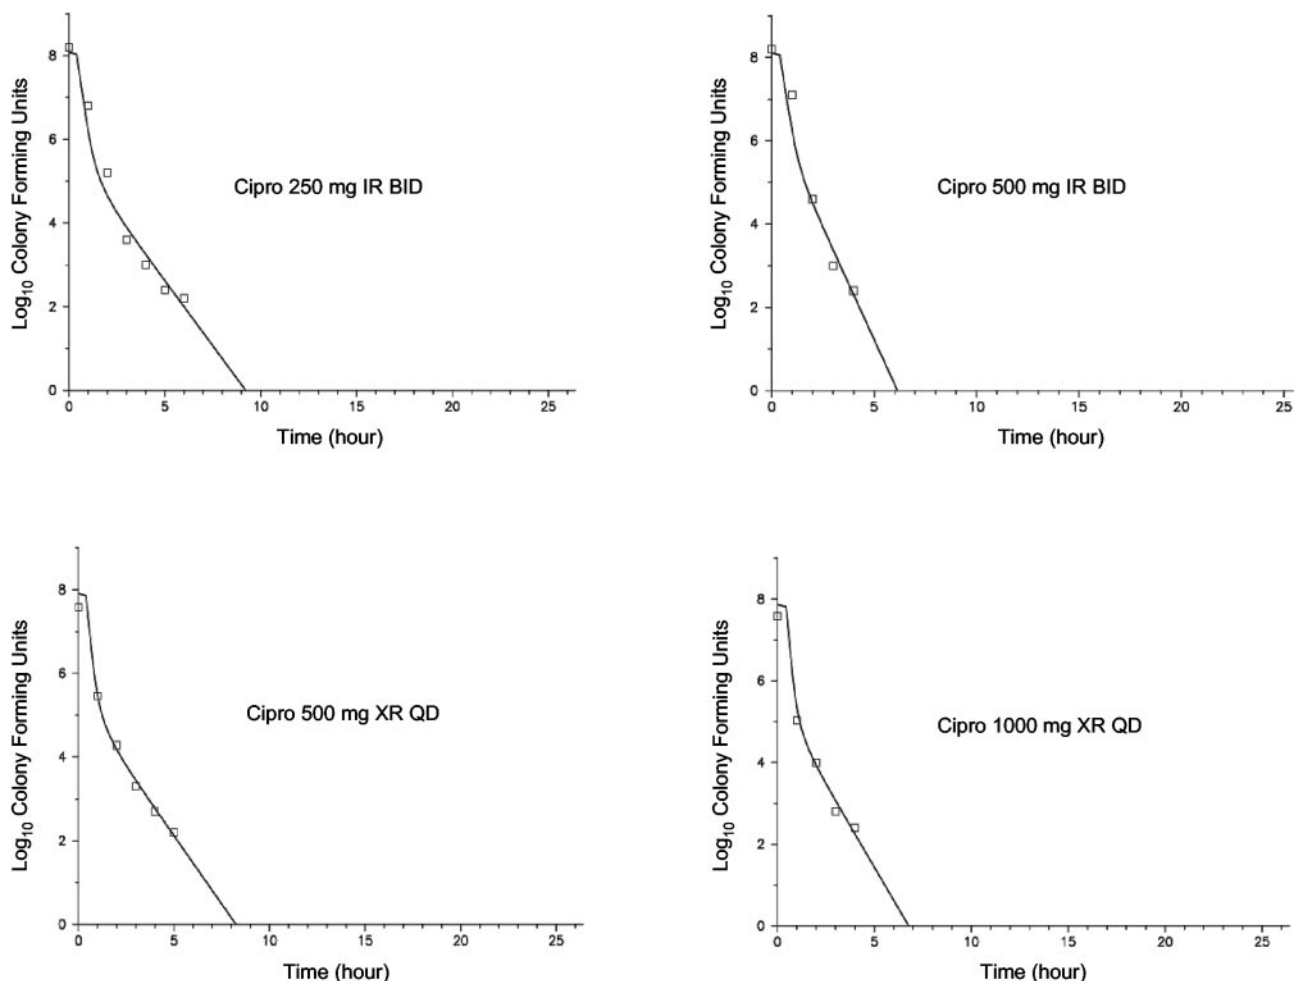 Log₁₀ Colony Forming Units
8
6
4
2
0
0 5 10 15 20 25
Time (hour)
Cipro 250 mg IR BID
Log₁₀ Colony Forming Units
8
6
4
2
0
0 5 10 15 20 25
Time (hour)
Cipro 500 mg IR BID
Log₁₀ Colony Forming Units
8
6
4
2
0
0 5 10 15 20 25
Time (hour)
Cipro 500 mg XR QD
Log₁₀ Colony Forming Units
8
6
4
2
0
0 5 10 15 20 25
Time (hour)
Cipro 1000 mg XR QD